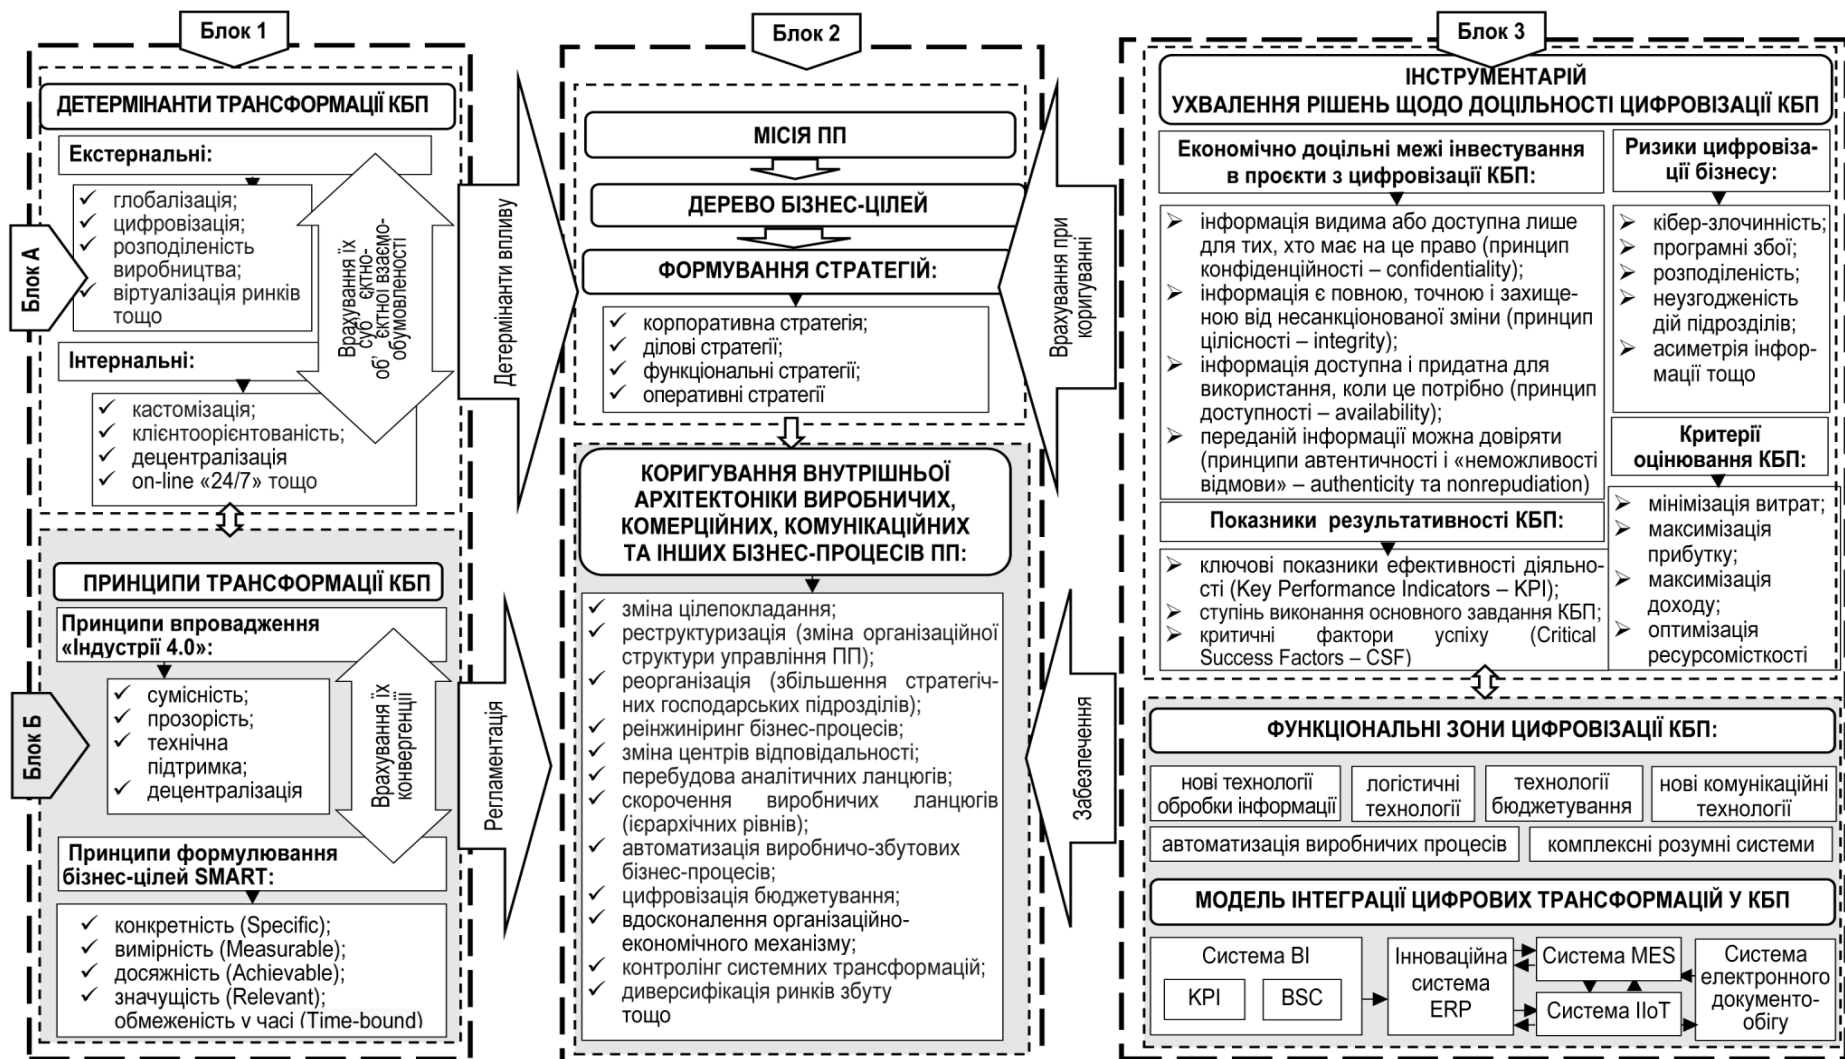 Блок 1
ДЕТЕРМІНАНТИ ТРАНСФОРМАЦІЇ КБП
Екстернальні:
✓ глобалізація;
✓ цифровізація;
✓ розподіленість
виробництва;
✓ віртуалізація ринків
тощо
Інтернальні:
✓ кастомізація;
✓ клієнтоорієнтованість;
✓ децентралізація
✓ on-line «24/7» тощо
Врахування їх
суб’єктно-
об’єктної взаємо-
обумовленості
Блок А
ПРИНЦИПИ ТРАНСФОРМАЦІЇ КБП
Принципи впровадження
«Індустрії 4.0»:
✓ сумісність;
✓ прозорість;
✓ технічна
підтримка;
✓ децентралізація
Врахування їх
конвергенції
Блок Б
Принципи формулювання
бізнес-цілей SMART:
✓ конкретність (Specific);
✓ вимірність (Measurable);
✓ досяжність (Achievable);
✓ значущість (Relevant);
обмеженість у часі (Time-bound)
Детермінанти впливу
Регламентація
Блок 2
МІСІЯ ПП
ДЕРЕВО БІЗНЕС-ЦІЛЕЙ
ФОРМУВАННЯ СТРАТЕГІЙ:
✓ корпоративна стратегія;
✓ ділові стратегії;
✓ функціональні стратегії;
✓ оперативні стратегії
КОРИГУВАННЯ ВНУТРІШНЬОЇ
АРХІТЕКТОНІКИ ВИРОБНИЧИХ,
КОМЕРЦІЙНИХ, КОМУНІКАЦІЙНИХ
ТА ІНШИХ БІЗНЕС-ПРОЦЕСІВ ПП:
✓ зміна цілепокладання;
✓ реструктуризація (зміна організаційної
структури управління ПП);
✓ реорганізація (збільшення стратегіч-
них господарських підрозділів);
✓ реінжиніринг бізнес-процесів;
✓ зміна центрів відповідальності;
✓ перебудова аналітичних ланцюгів;
✓ скорочення виробничих ланцюгів
(ієрархічних рівнів);
✓ автоматизація виробничо-збутових
бізнес-процесів;
✓ цифровізація бюджетування;
✓ вдосконалення організаційно-
економічного механізму;
✓ контролінг системних трансформацій;
✓ диверсифікація ринків збуту
тощо
Врахування при
коригуванні
Забезпечення
Блок 3
ІНСТРУМЕНТАРІЙ
УХВАЛЕННЯ РІШЕНЬ ЩОДО ДОЦІЛЬНОСТІ ЦИФРОВІЗАЦІЇ КБП
Економічно доцільні межі інвестування
в проєкти з цифровізації КБП:
➢ інформація видима або доступна лише
для тих, хто має на це право (принцип
конфіденційності – confidentiality);
➢ інформація є повною, точною і захище-
ною від несанкціонованої зміни (принцип
цілісності – integrity);
➢ інформація доступна і придатна для
використання, коли це потрібно (принцип
доступності – availability);
➢ переданій інформації можна довіряти
(принципи автентичності і «неможливості
відмови» – authenticity та nonrepudiation)
Показники результативності КБП:
➢ ключові показники ефективності діяльно-
сті (Key Performance Indicators – KPI);
➢ ступінь виконання основного завдання КБП;
➢ критичні фактори успіху (Critical
Success Factors – CSF)
Ризики цифровіза-
ції бізнесу:
➢ кібер-злочинність;
➢ програмні збої;
➢ розподіленість;
➢ неузгодженість
дій підрозділів;
➢ асиметрія інфор-
мації тощо
Критерії
оцінювання КБП:
➢ мінімізація витрат;
➢ максимізація
прибутку;
➢ максимізація
доходу;
➢ оптимізація
ресурсомісткості
ФУНКЦІОНАЛЬНІ ЗОНИ ЦИФРОВІЗАЦІЇ КБП:
нові технології
обробки інформації
логістичні
технології
технології
бюджетування
нові комунікаційні
технології
автоматизація виробничих процесів
комплексні розумні системи
МОДЕЛЬ ІНТЕГРАЦІЇ ЦИФРОВИХ ТРАНСФОРМАЦІЙ У КБП
Система BI
KPI
BSC
Інноваційна
система
ERP
Система MES
Система IIoT
Система
електронного
документо-
обігу